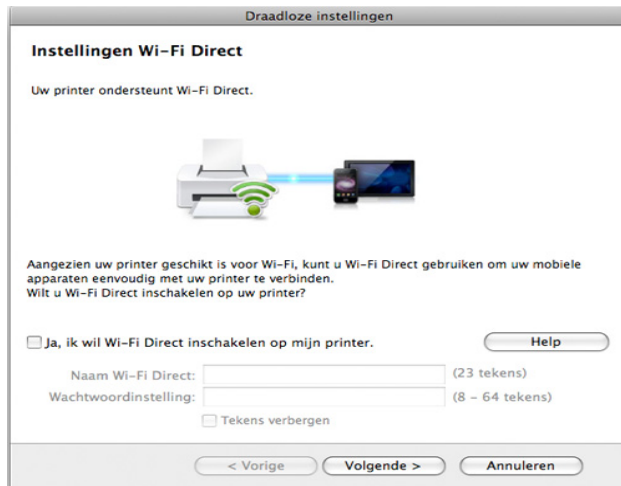 Draadloze instellingen
Instellingen Wi-Fi Direct
Uw printer ondersteunt Wi-Fi Direct.
Aangezien uw printer geschikt is voor Wi-Fi, kunt u Wi-Fi Direct gebruiken om uw mobiele
apparaten eenvoudig met uw printer te verbinden.
Wilt u Wi-Fi Direct inschakelen op uw printer?
Ja, ik wil Wi-Fi Direct inschakelen op mijn printer. Help
Naam Wi-Fi Direct: (23 tekens)
Wachtwoordinstelling: (8 - 64 tekens)
Tekens verbergen
< Vorige Volgende > Annuleren